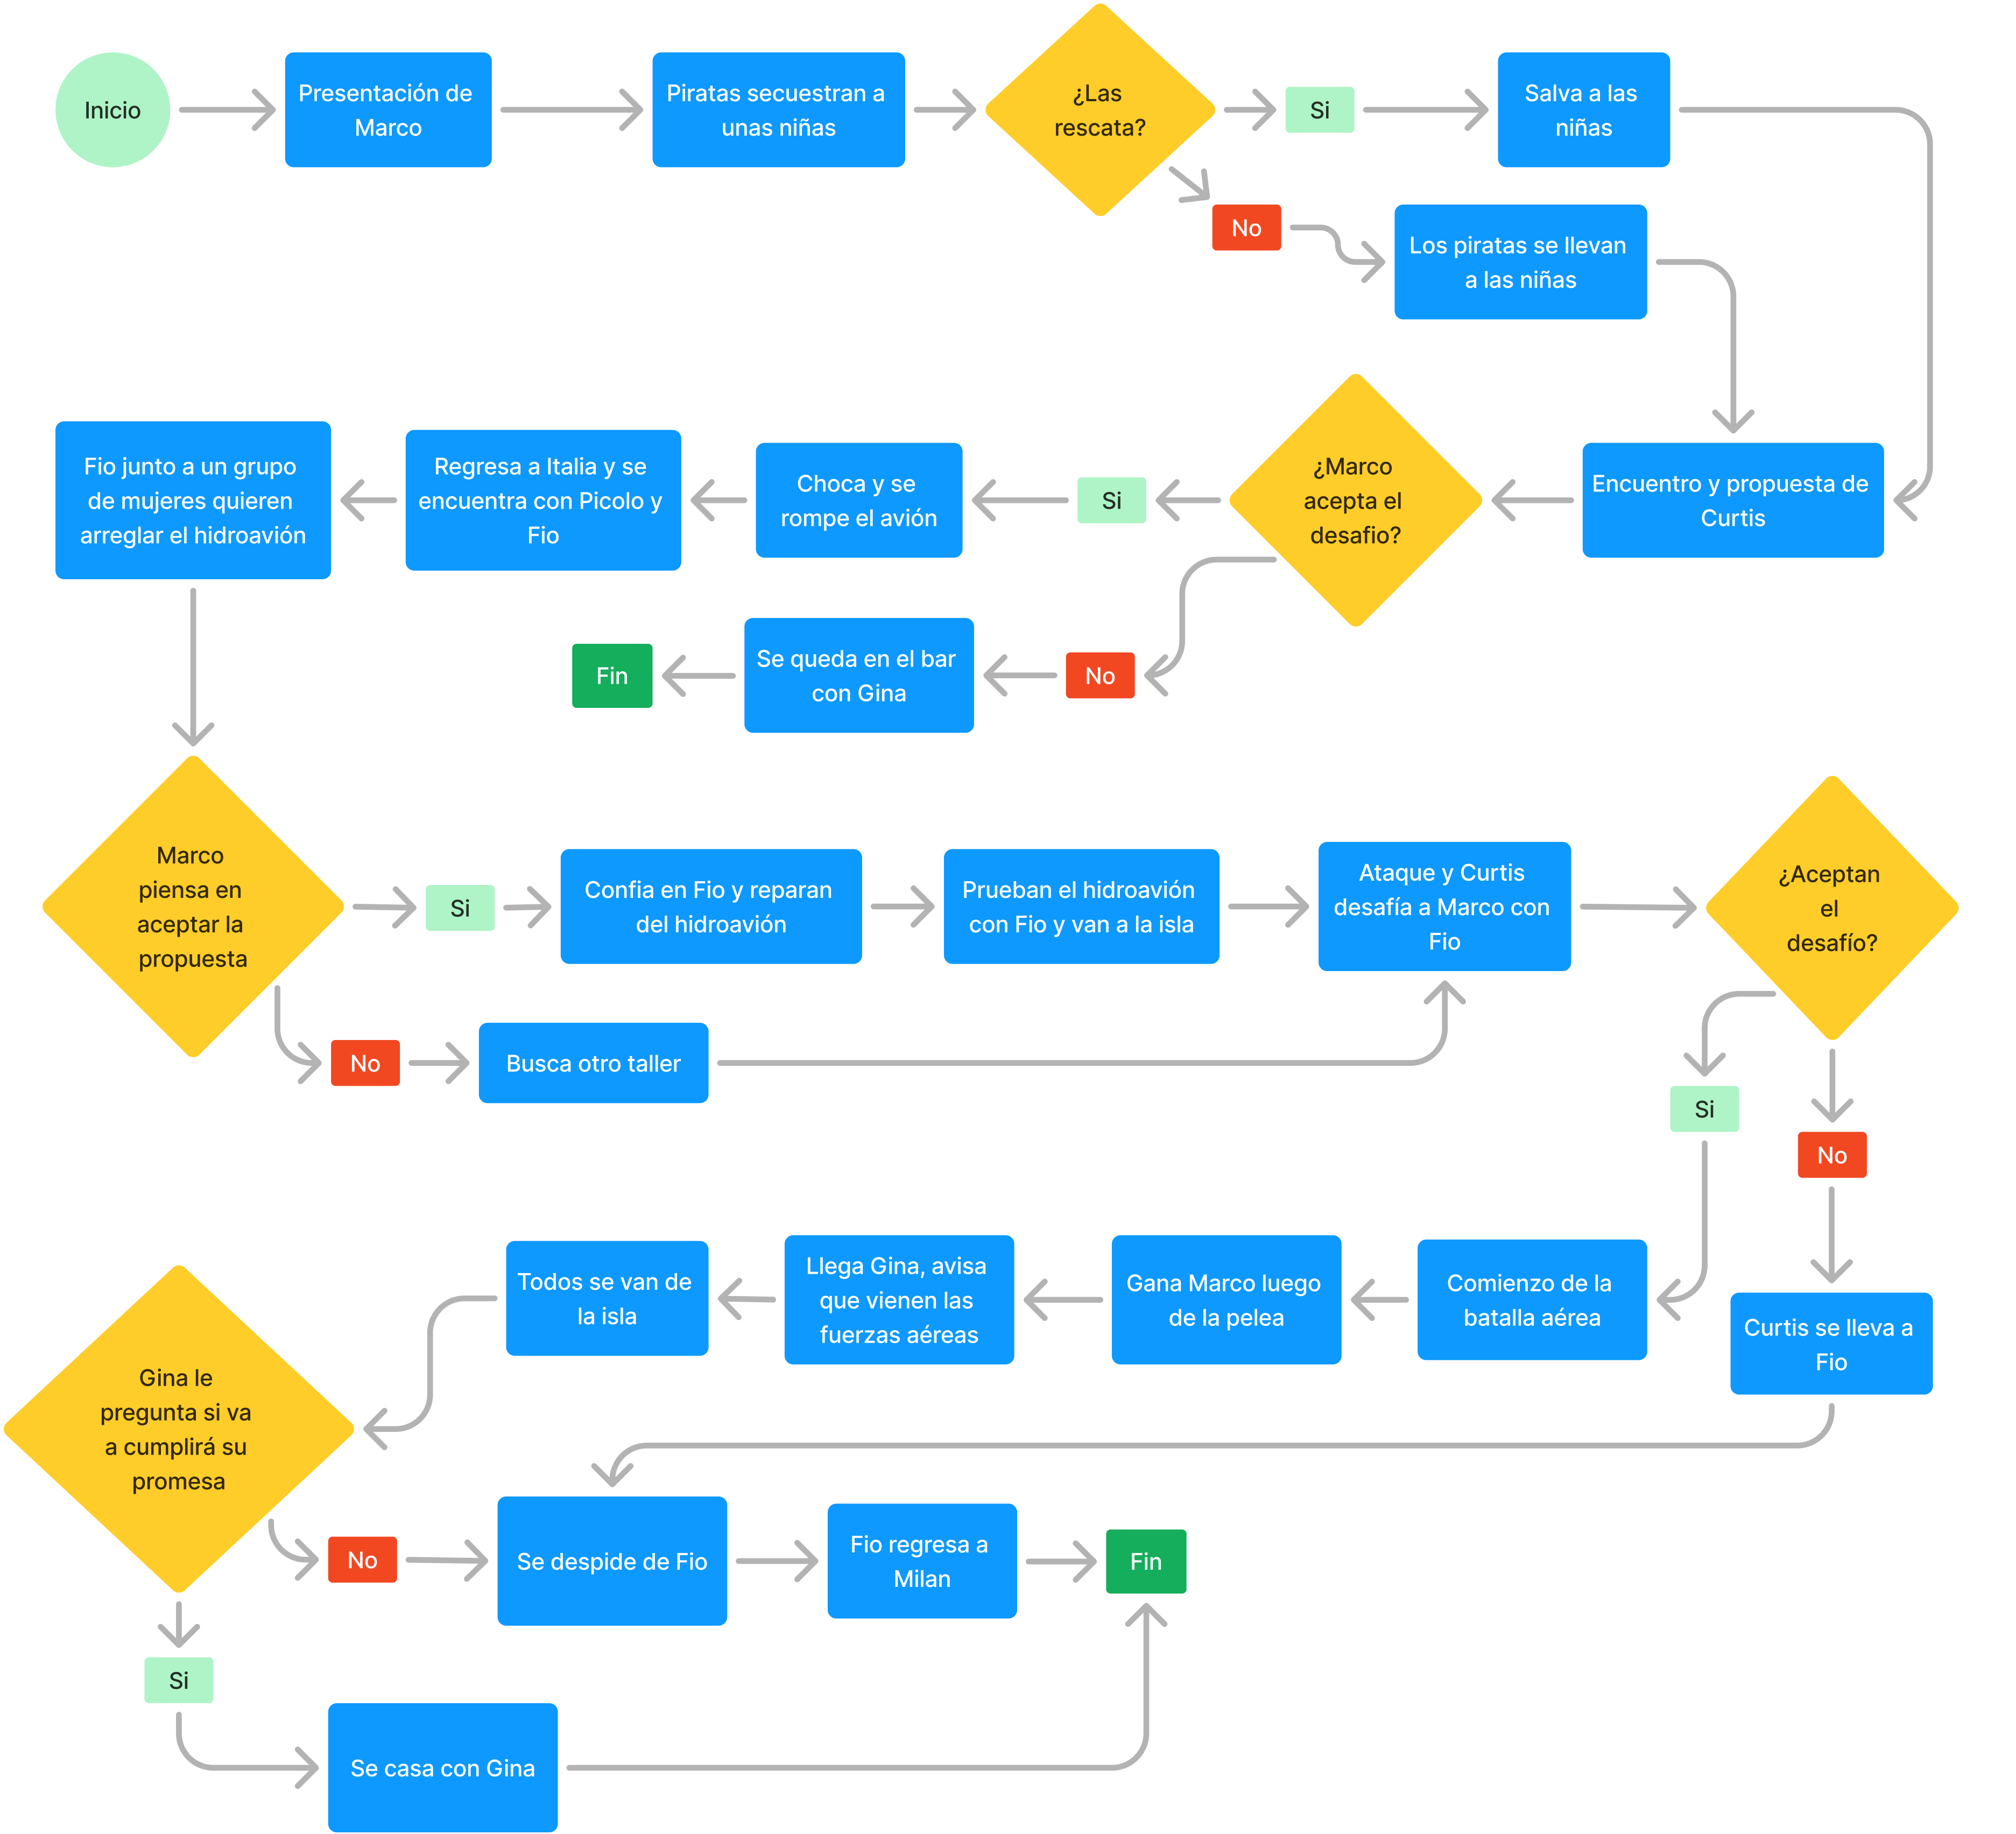 Inicio
Presentación de
Marco
Piratas secuestran a
unas niñas
¿Las
rescata?
Si
Salva a las
niñas
No
Los piratas se llevan
a las niñas
Encuentro y propuesta de
Curtis
¿Marco
acepta el
desafio?
Si
Choca y se
rompe el avión
Regresa a Italia y se
encuentra con Picolo y
Fio
Fio junto a un grupo
de mujeres quieren
arreglar el hidroavión
No
Se queda en el bar
con Gina
Fin
Marco
piensa en
aceptar la
propuesta
Si
Confia en Fio y reparan
del hidroavión
Prueban el hidroavión
con Fio y van a la isla
Ataque y Curtis
desafía a Marco con
Fio
¿Aceptan
el
desafío?
No
Busca otro taller
Si
No
Comienzo de la
batalla aérea
Gana Marco luego
de la pelea
Llega Gina, avisa
que vienen las
fuerzas aéreas
Todos se van de
la isla
Curtis se lleva a
Fio
Gina le
pregunta si va
a cumplirá su
promesa
No
Se despide de Fio
Fio regresa a
Milan
Fin
Si
Se casa con Gina